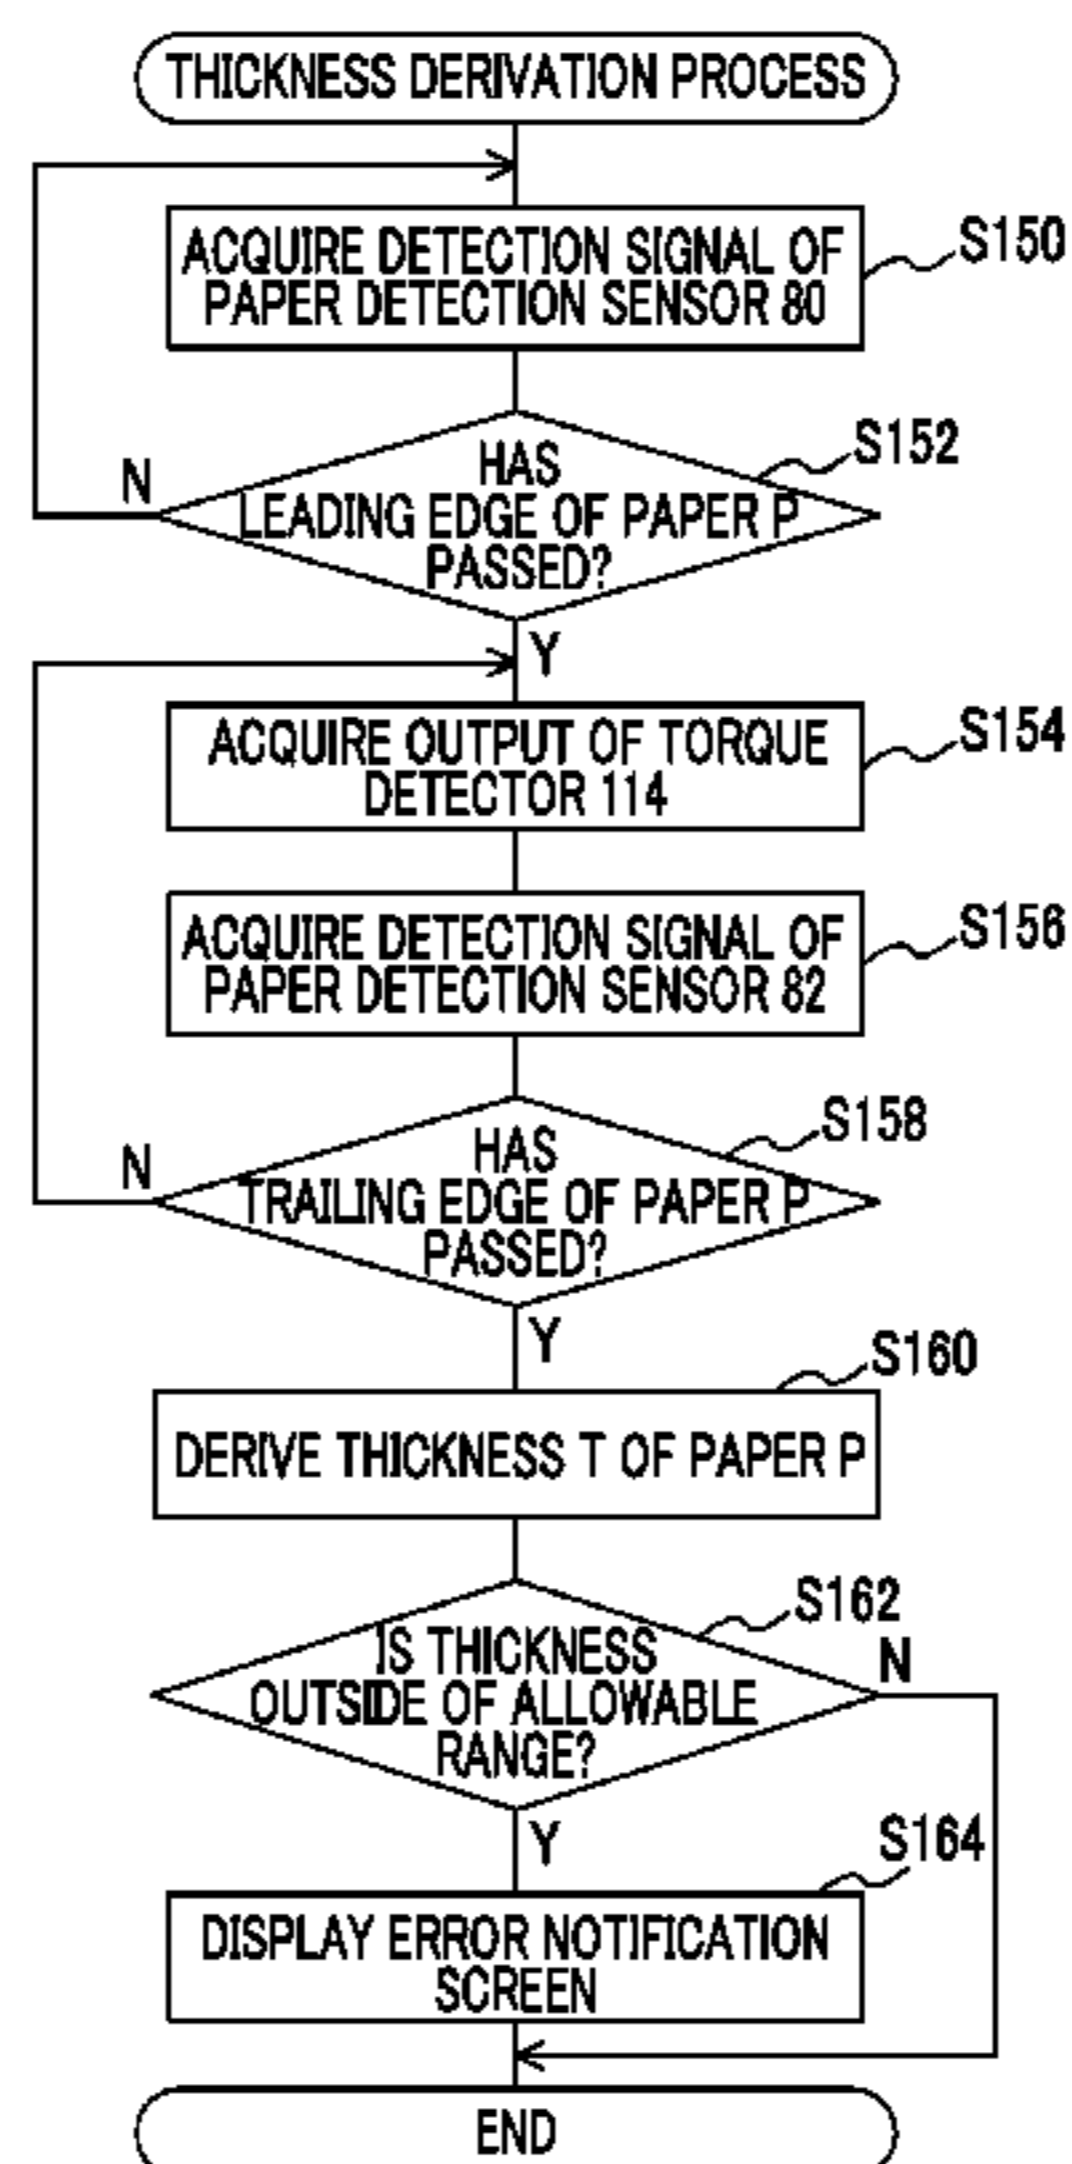 THICKNESS DERIVATION PROCESS
ACQUIRE DETECTION SIGNAL OF
PAPER DETECTION SENSOR 80
S150
HAS
LEADING EDGE OF PAPER P
PASSED?
S152
N
Y
ACQUIRE OUTPUT OF TORQUE
DETECTOR 114
S154
ACQUIRE DETECTION SIGNAL OF
PAPER DETECTION SENSOR 82
S156
HAS
TRAILING EDGE OF PAPER P
PASSED?
S158
N
Y
S160
DERIVE THICKNESS T OF PAPER P
S162
IS THICKNESS
OUTSIDE OF ALLOWABLE
RANGE?
N
Y
S164
DISPLAY ERROR NOTIFICATION
SCREEN
END